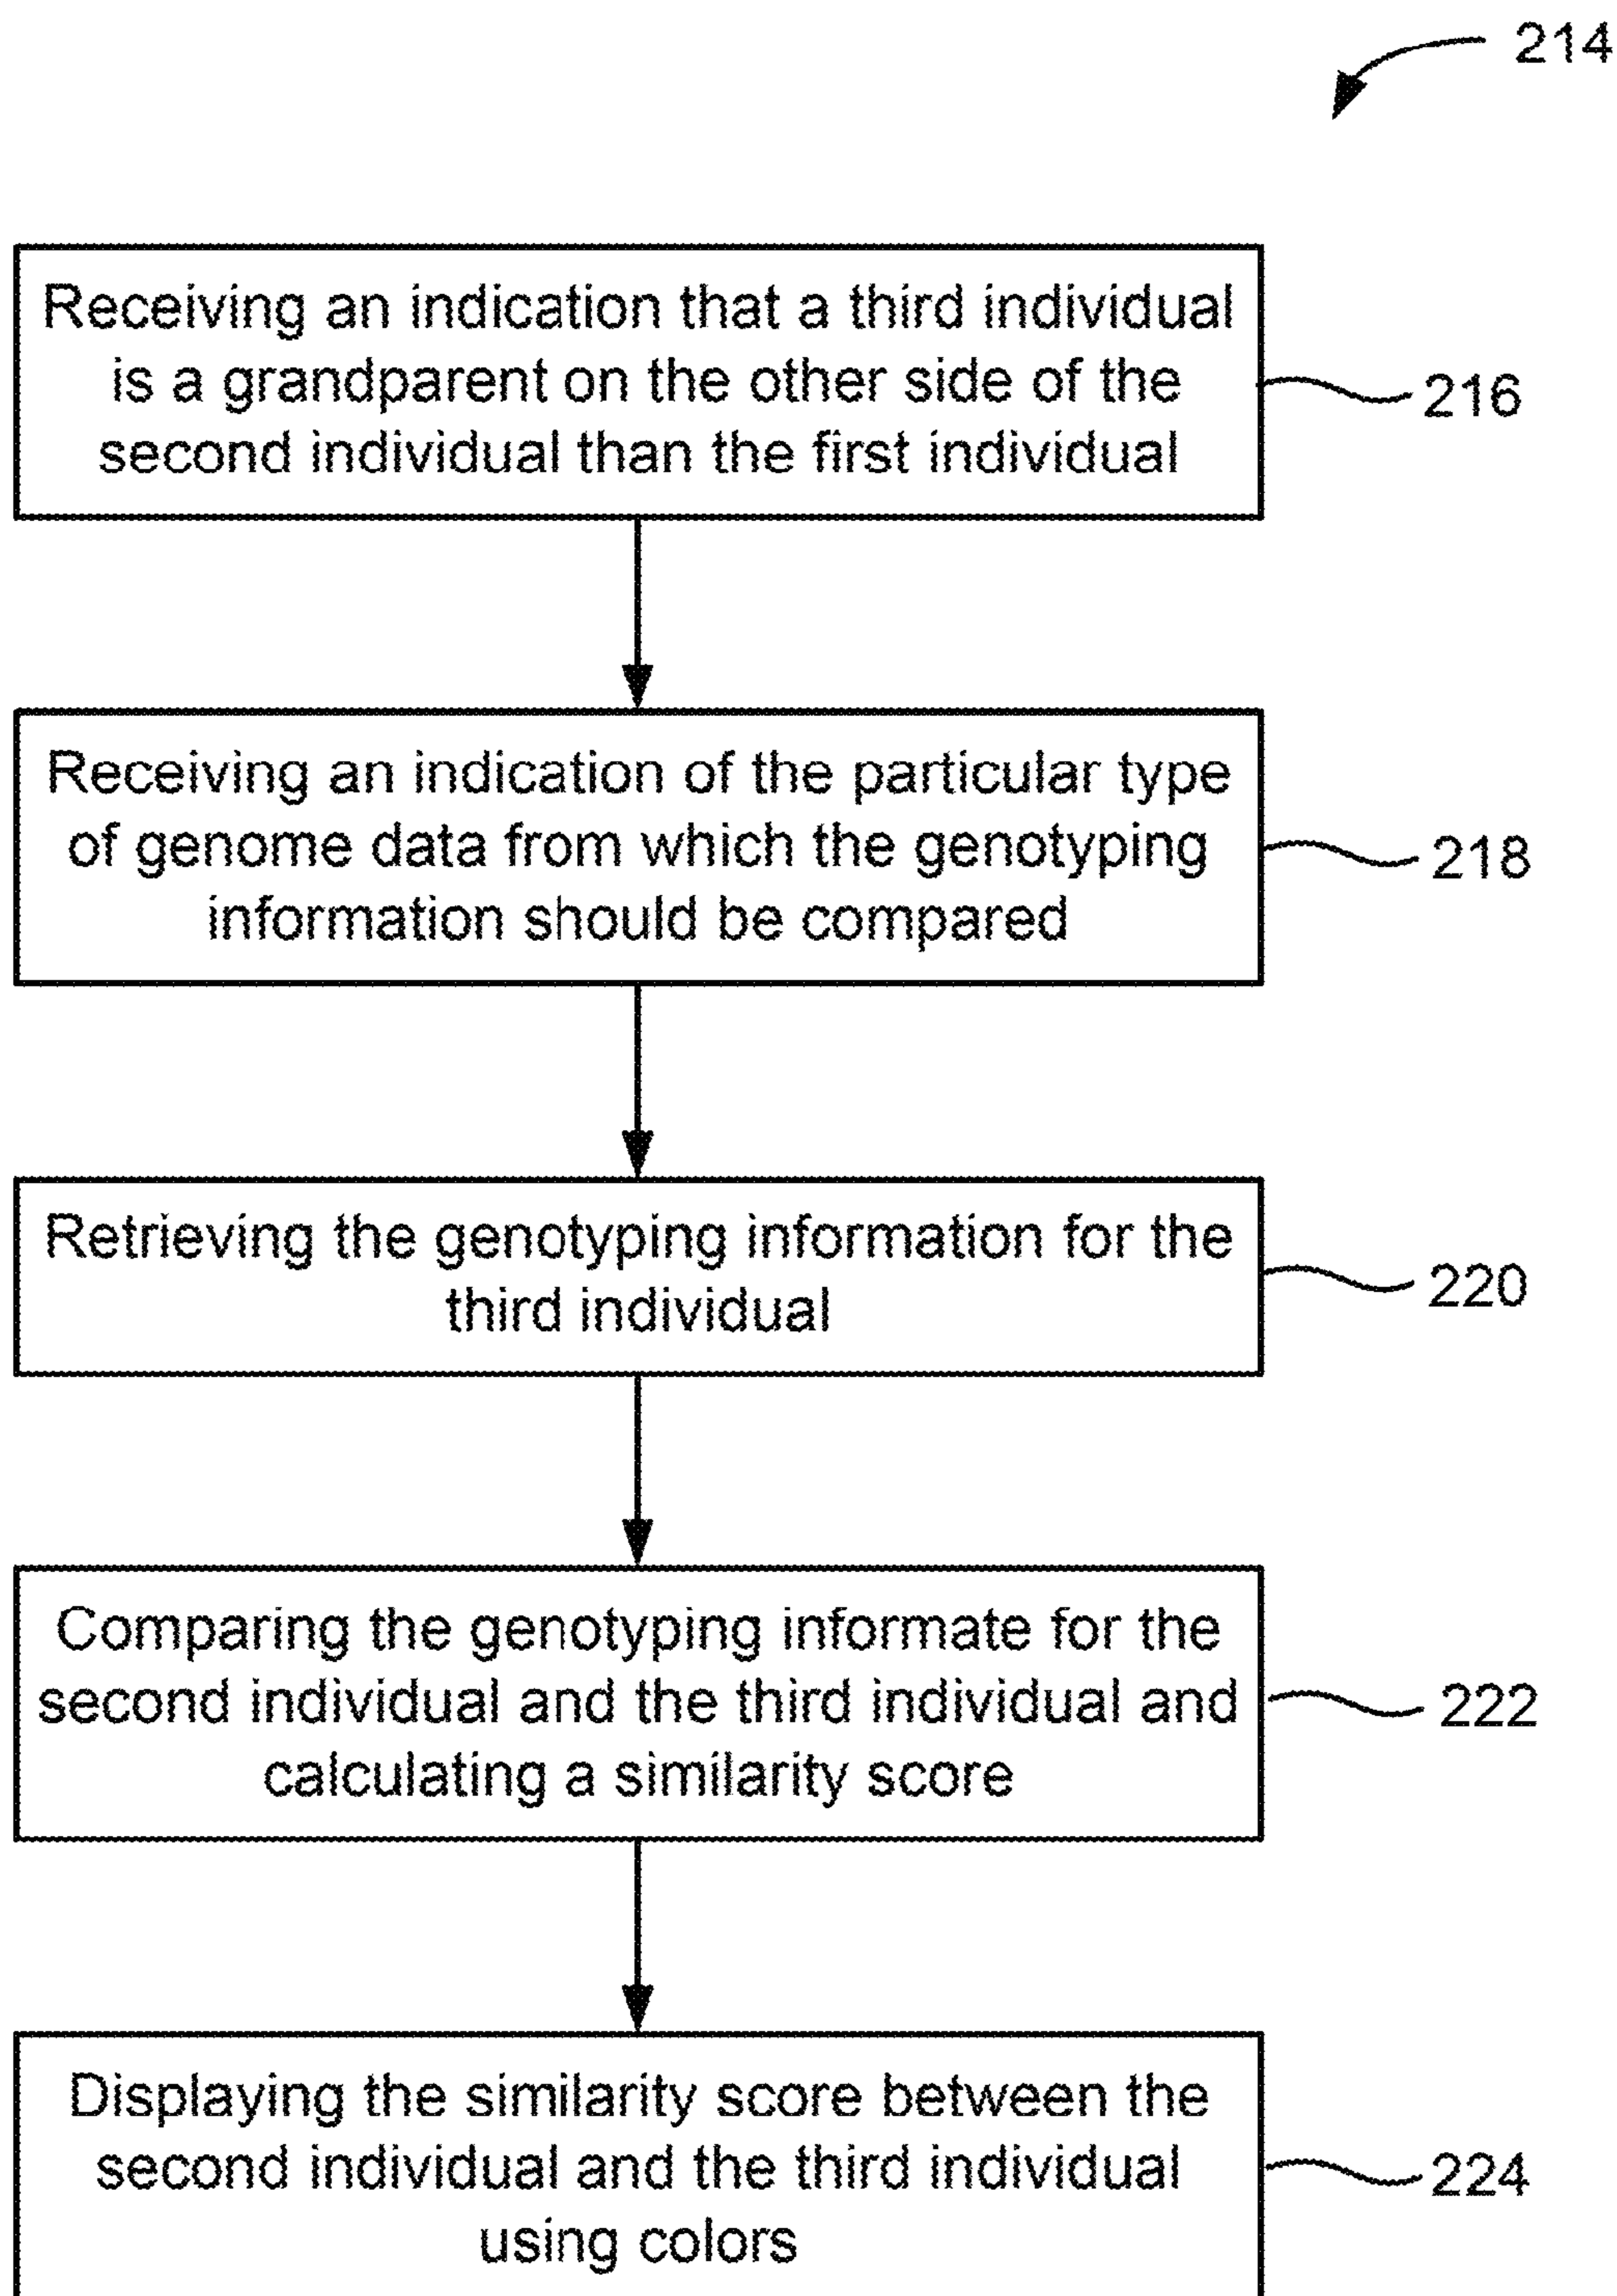 214
Receiving an indication that a third individual
is a grandparent on the other side of the
second individual than the first individual
216
Receiving an indication of the particular type
of genome data from which the genotyping
information should be compared
218
Retrieving the genotyping information for the
third individual
220
Comparing the genotyping informate for the
second individual and the third individual and
calculating a similarity score
222
Displaying the similarity score between the
second individual and the third individual
using colors
224